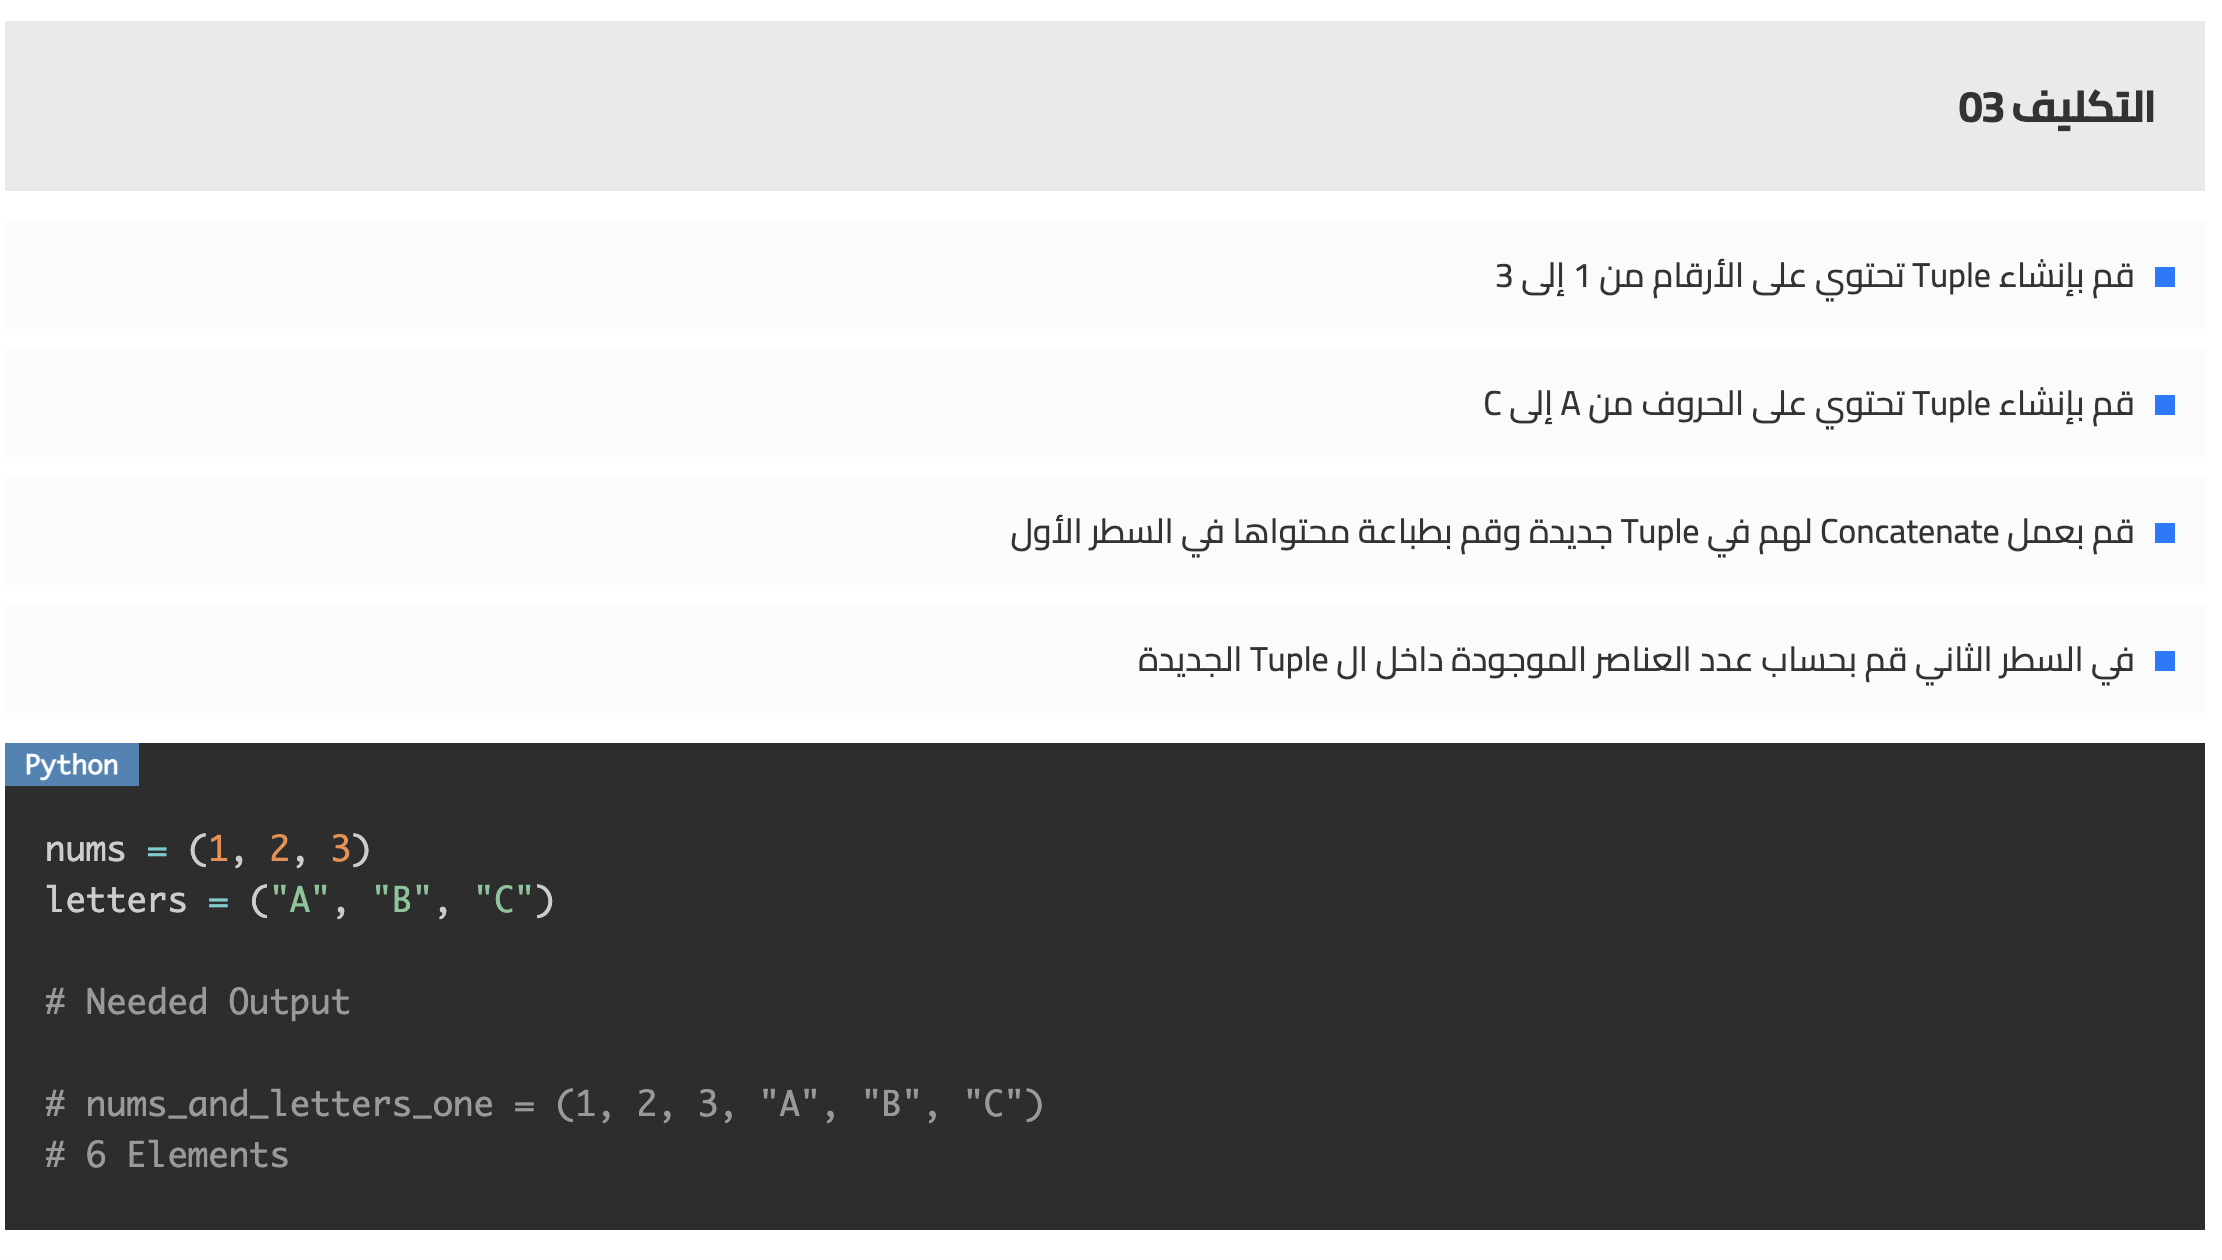 التكليف 03
قم بإنشاء Tuple تحتوي على الأرقام من 1 إلى 3
قم بإنشاء Tuple تحتوي على الحروف من A إلى C
قم بعمل Concatenate لهم في Tuple جديدة وقم بطباعة محتواها في السطر الأول
في السطر الثاني قم بحساب عدد العناصر الموجودة داخل ال Tuple الجديدة
Python
nums = (1, 2, 3)
letters = ("A", "B", "C")
# Needed Output
# nums_and_letters_one = (1, 2, 3, "A", "B", "C")
# 6 Elements